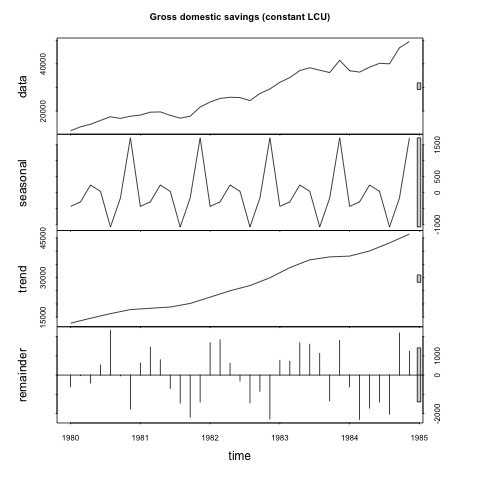 Gross domestic savings (constant LCU)
data
20000 40000
seasonal
-1000 0 500 1500
trend
15000 30000 45000
remainder
-2000 0 1000
1980 1981 1982 1983 1984 1985
time